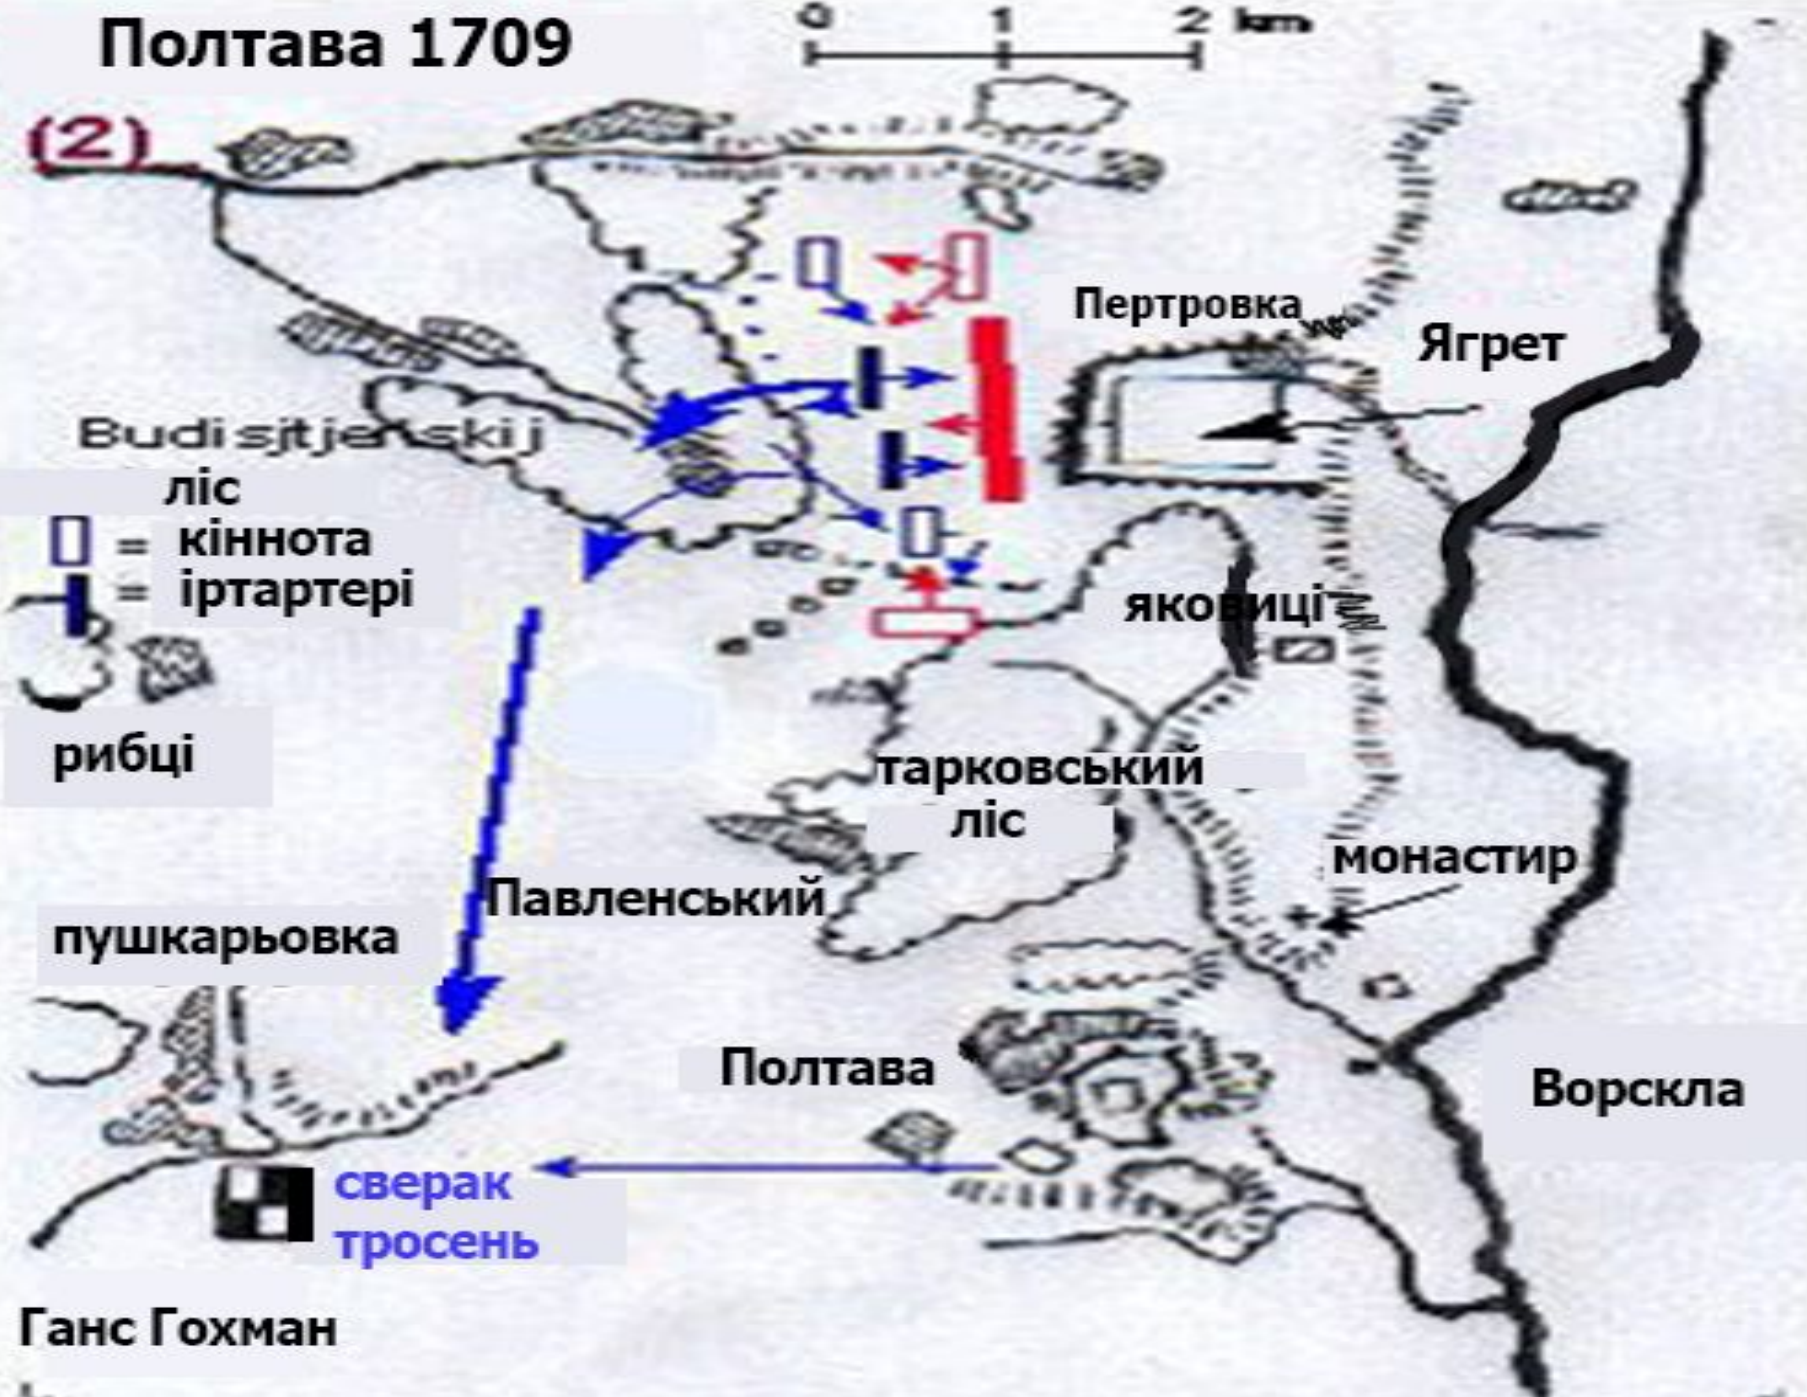 Полтава 1709
0 1 2 km
(2)
Пертровка
Ягрет
Budisjtjenskij
ліс
= кіннота
= іртартері
яковиці
рибці
тарковський
ліс
монастир
Павленський
пушкарьовка
Полтава
Ворскла
сверак
тросень
Ганс Гохман